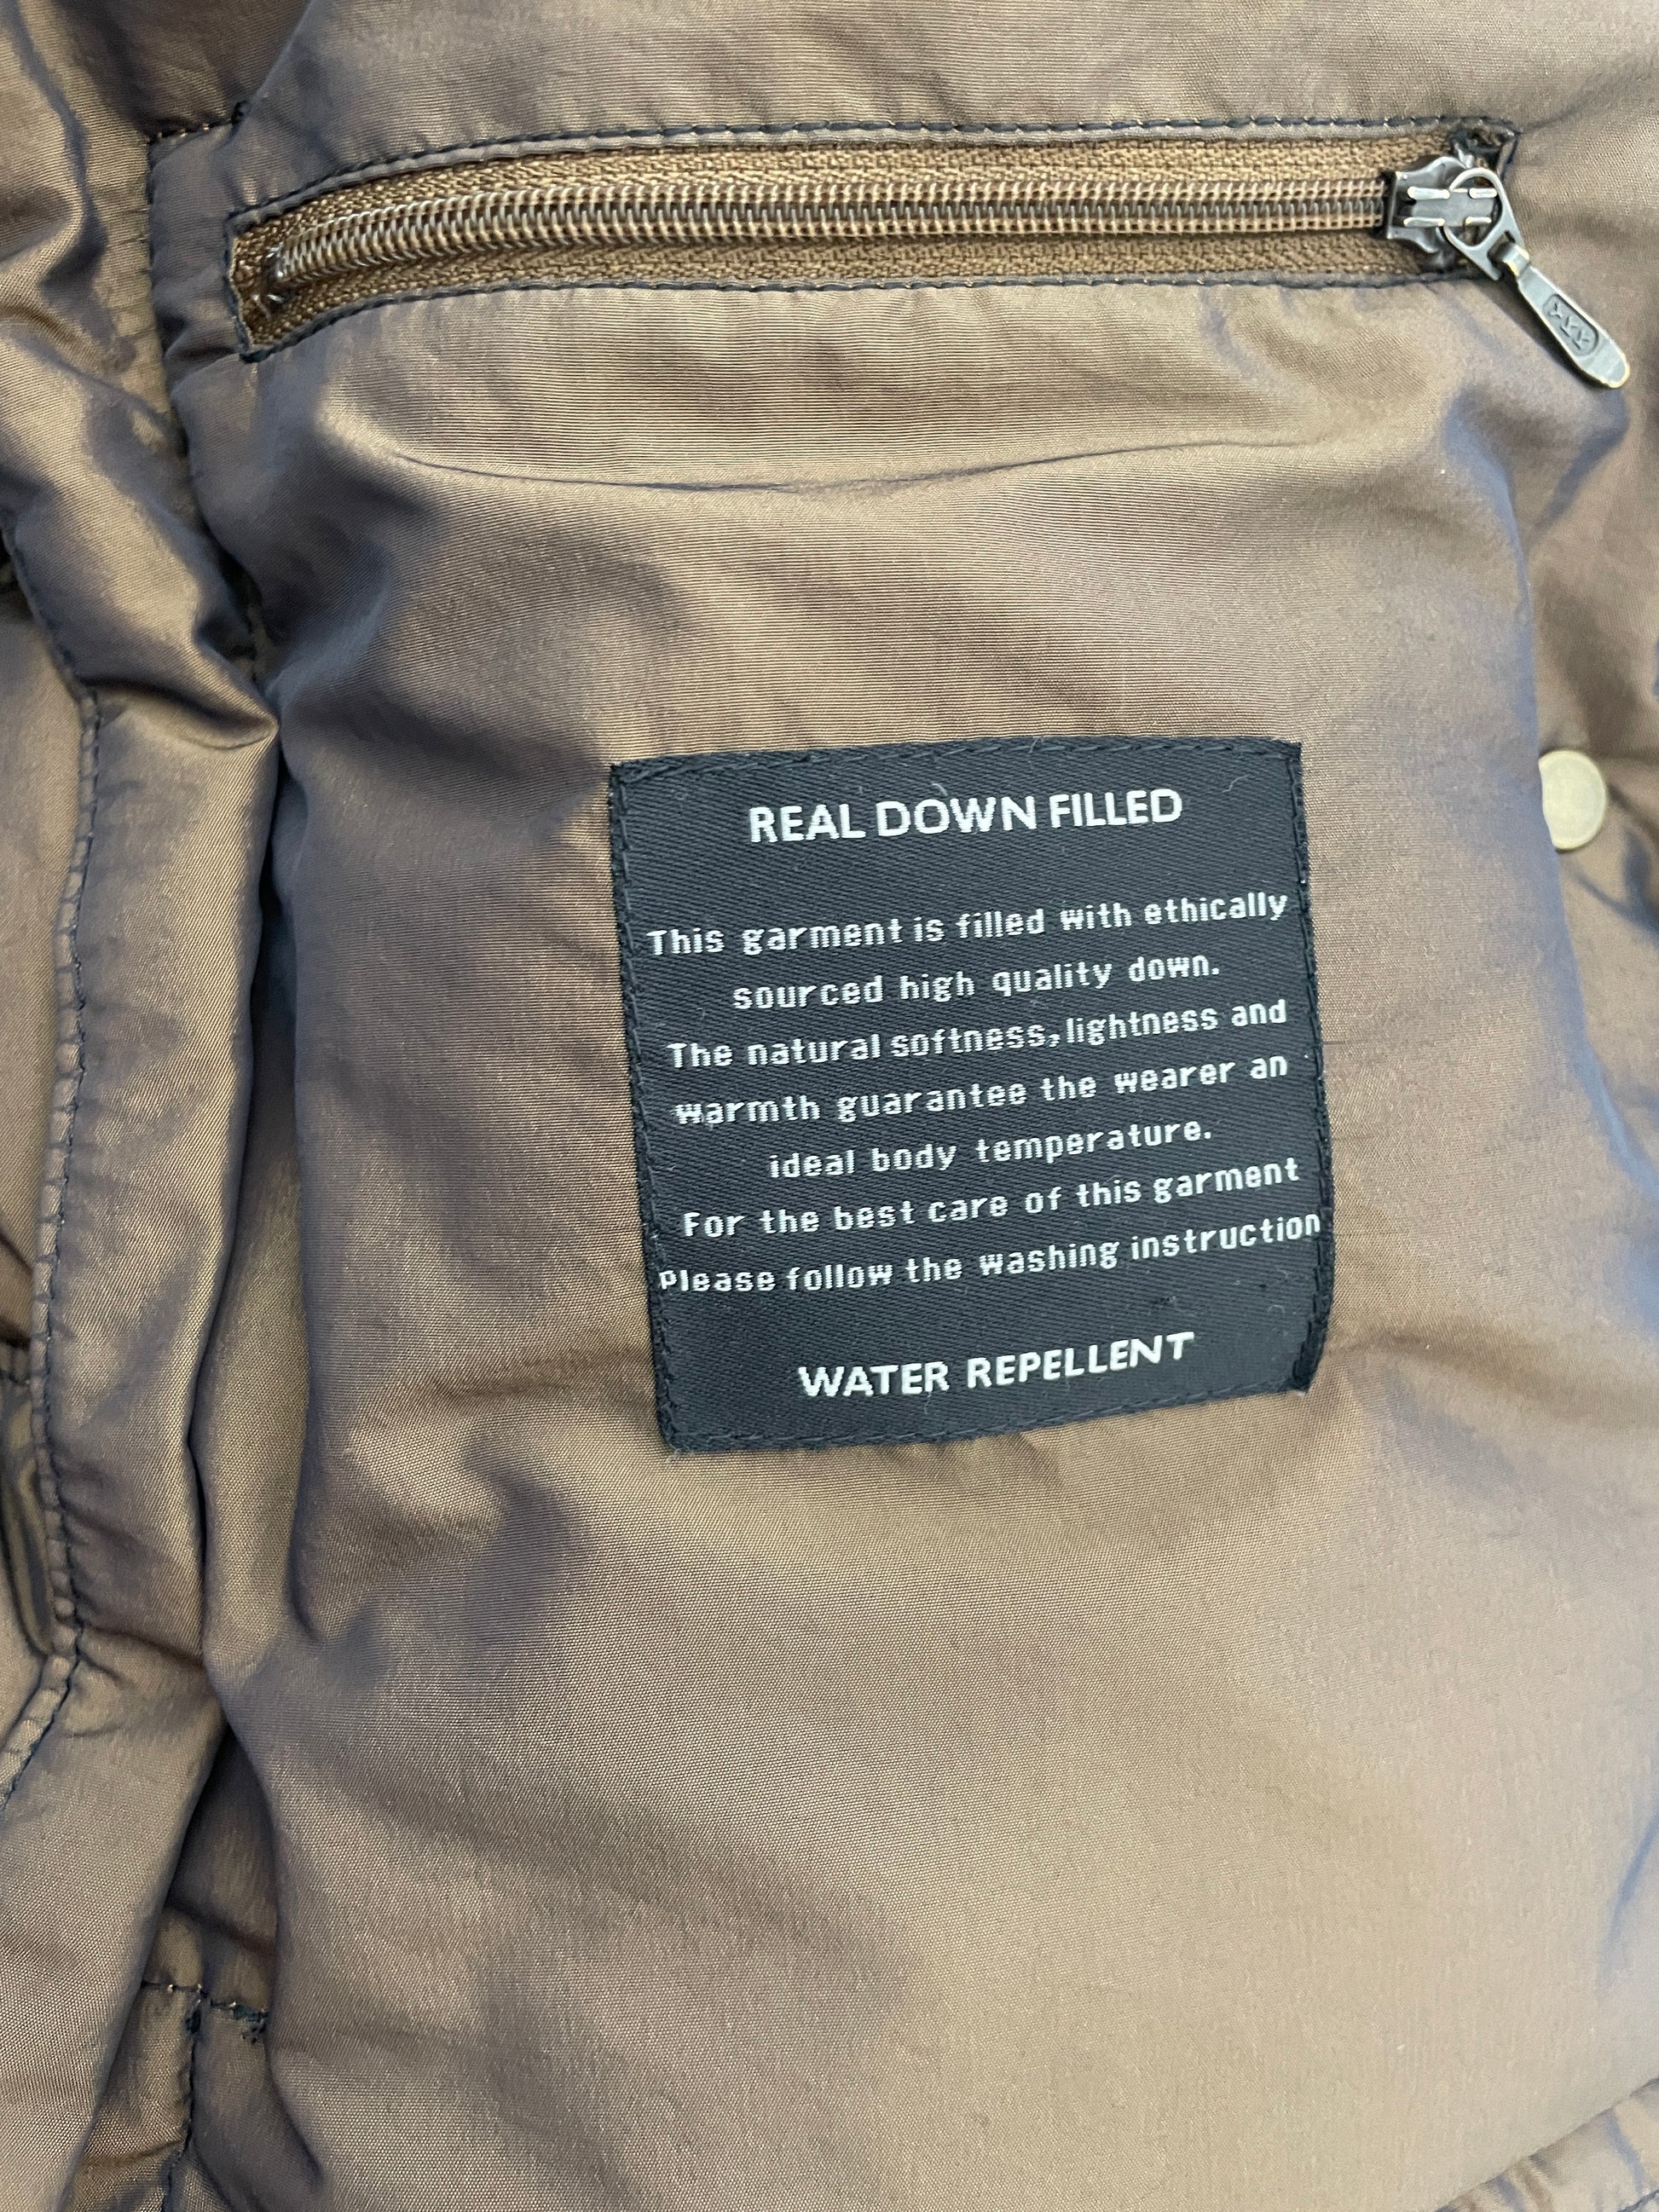 YKK
REAL DOWN FILLED
This garment is filled with ethically
sourced high quality down.
The natural softness, lightness and
warmth guarantee the wearer an
ideal body temperature.
For the best care of this garment
Please follow the washing instruction
WATER REPELLENT